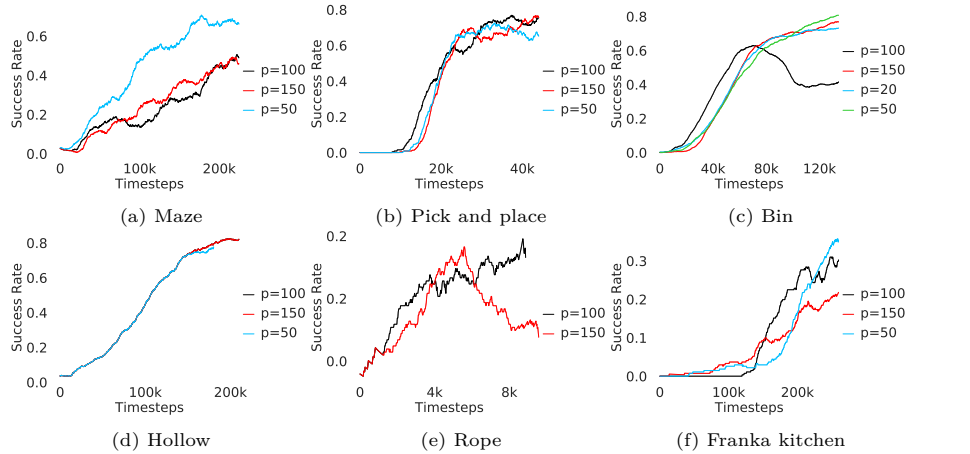 Success Rate
0.6
0.4
0.2
0.0
0 100k 200k
Timesteps
p=100
p=150
p=50
(a) Maze
Success Rate
0.8
0.6
0.4
0.2
0.0
0 20k 40k
Timesteps
p=100
p=150
p=50
(b) Pick and place
Success Rate
0.8
0.6
0.4
0.2
0.0
0 40k 80k 120k
Timesteps
p=100
p=150
p=20
p=50
(c) Bin
Success Rate
0.8
0.6
0.4
0.2
0.0
0 100k 200k
Timesteps
p=100
p=150
p=50
(d) Hollow
Success Rate
0.2
0.2
0.0
0 4k 8k
Timesteps
p=100
p=150
(e) Rope
Success Rate
0.3
0.2
0.1
0.0
0 100k 200k
Timesteps
p=100
p=150
p=50
(f) Franka kitchen